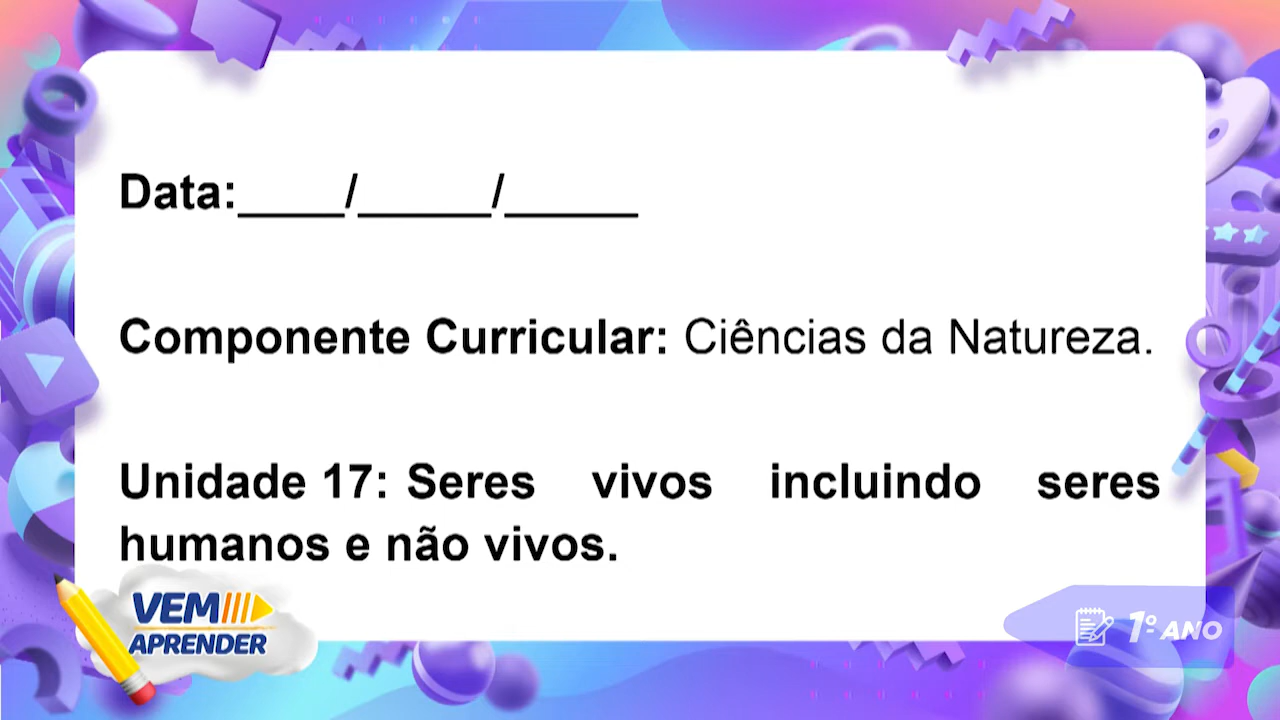 Data:____/_____/_____
Componente Curricular: Ciências da Natureza.
Unidade 17: Seres vivos incluindo seres
humanos e não vivos.
VEM
APRENDER
1º ANO